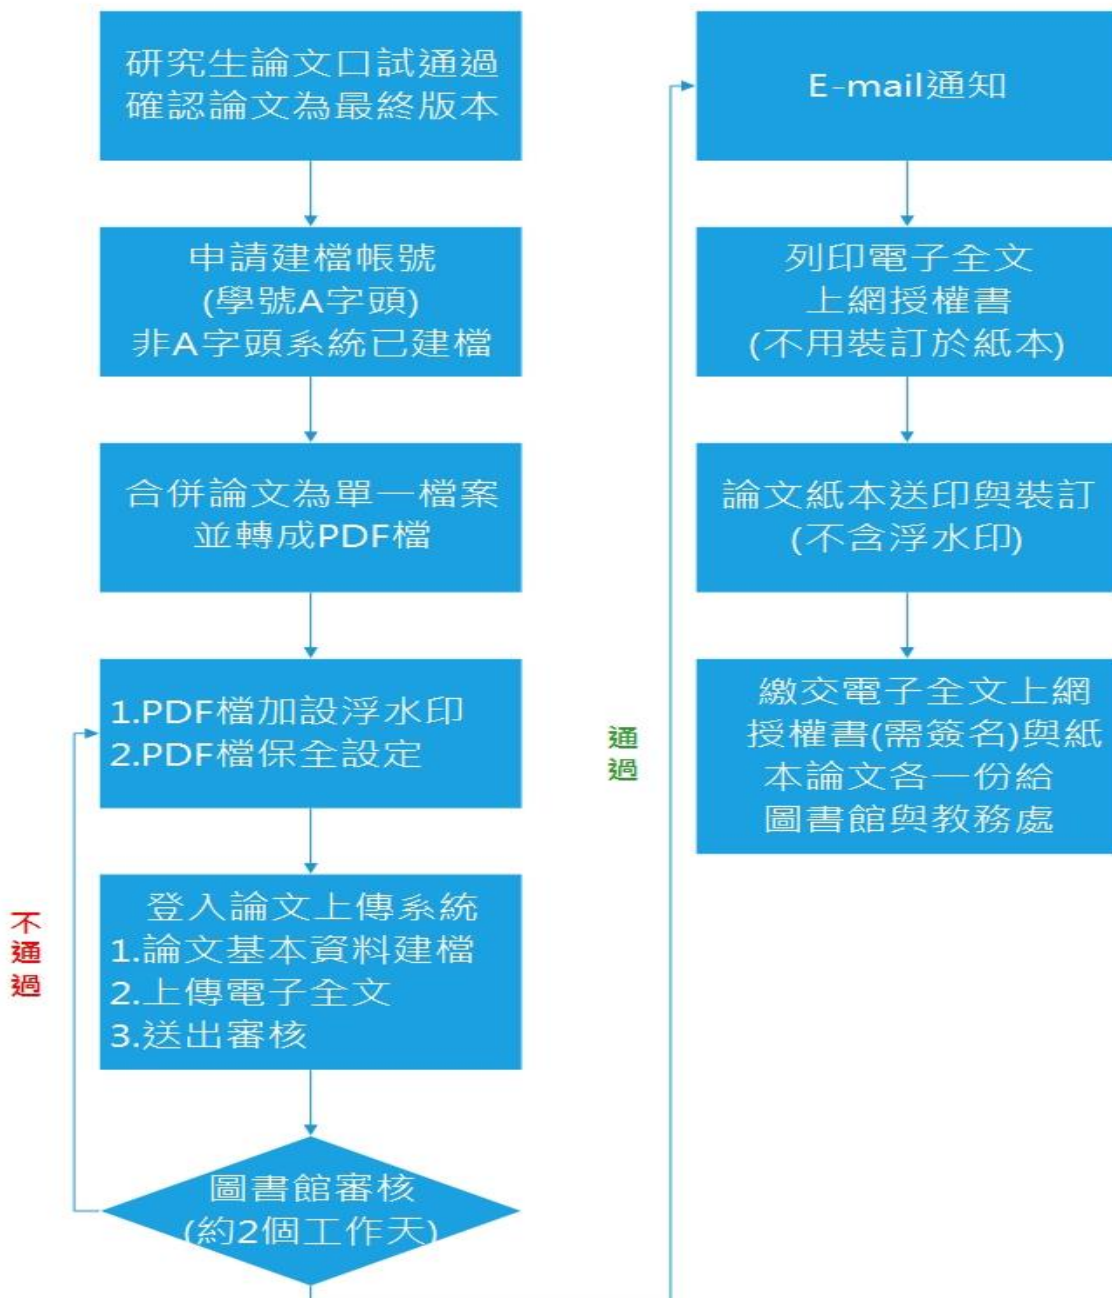 研究生論文口試通過
確認論文為最終版本
申請建檔帳號
(學號A字頭)
非A字頭系統已建檔
合併論文為單一檔案
並轉成PDF檔
1.PDF檔加設浮水印
2.PDF檔保全設定
登入論文上傳系統
1.論文基本資料建檔
2.上傳電子全文
3.送出審核
圖書館審核
(約2個工作天)
不通過
通過
E-mail通知
列印電子全文
上網授權書
(不用裝訂於紙本)
論文紙本送印與裝訂
(不含浮水印)
繳交電子全文上網
授權書(需簽名)與紙
本論文各一份給
圖書館與教務處